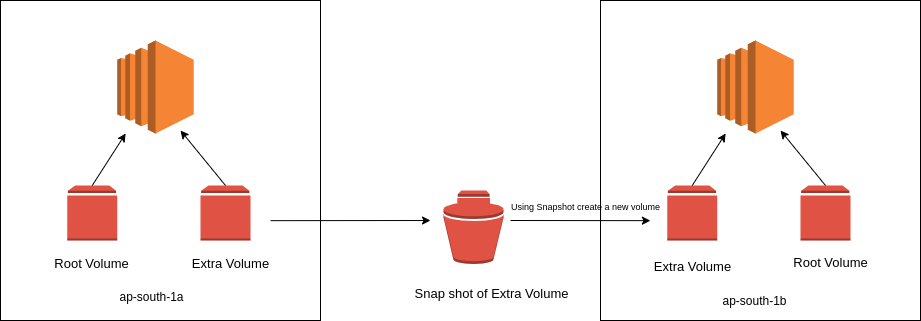 Using Snapshot create a new volume
Root Volume
Extra Volume
ap-south-1a
Snap shot of Extra Volume
Extra Volume
Root Volume
ap-south-1b